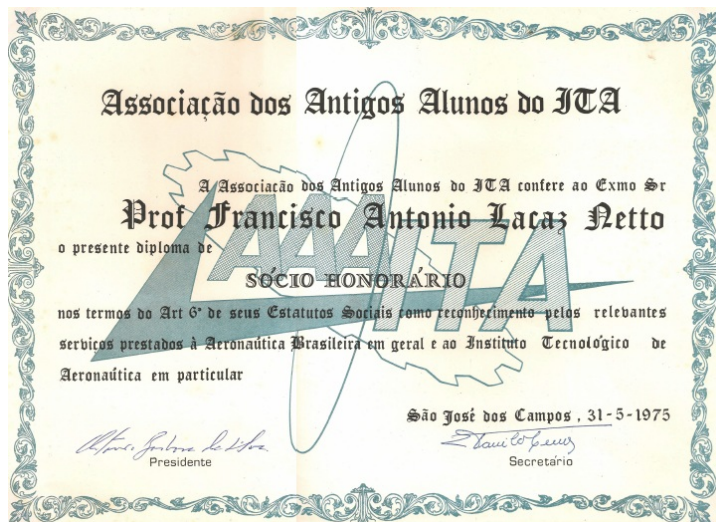 Associação dos Antigos Alunos do ITA
A Associação dos Antigos Alunos do ITA confere ao Exmo Sr
Prof Francisco Antonio Lacaz Netto
o presente diploma de
AAAITA
SÓCIO HONORÁRIO
nos termos do Art 6º de seus Estatutos Sociais como reconhecimento pelos relevantes
serviços prestados à Aeronáutica Brasileira em geral e ao Instituto Tecnológico de
Aeronáutica em particular
São José dos Campos, 31-5-1975
Presidente
Secretário